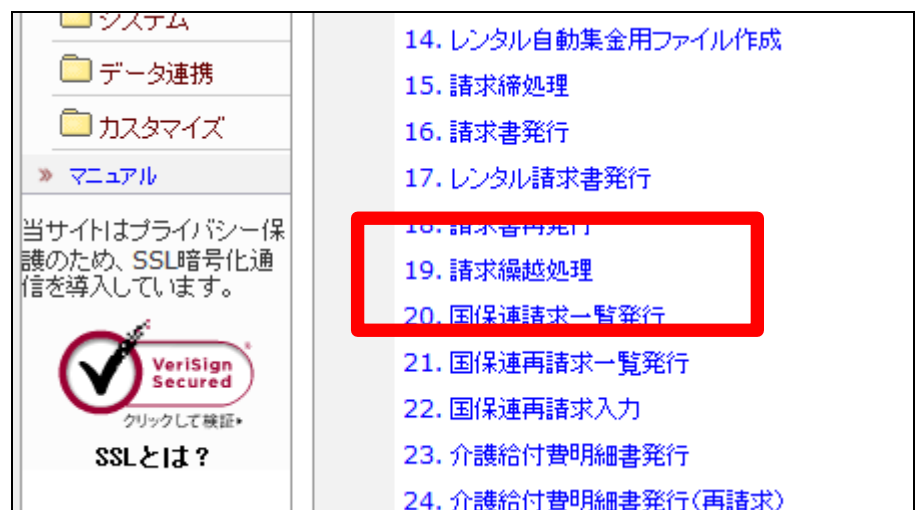 システム
データ連携
カスタマイズ
» マニュアル
当サイトはプライバシー保
護のため、SSL暗号化通
信を導入しています。
VeriSign
Secured
クリックして検証▸
SSLとは？
14. レンタル自動集金用ファイル作成
15. 請求締処理
16. 請求書発行
17. レンタル請求書発行
18. 請求書再発行
19. 請求繰越処理
20. 国保連請求一覧発行
21. 国保連再請求一覧発行
22. 国保連再請求入力
23. 介護給付費明細書発行
24. 介護給付費明細書発行(再請求)